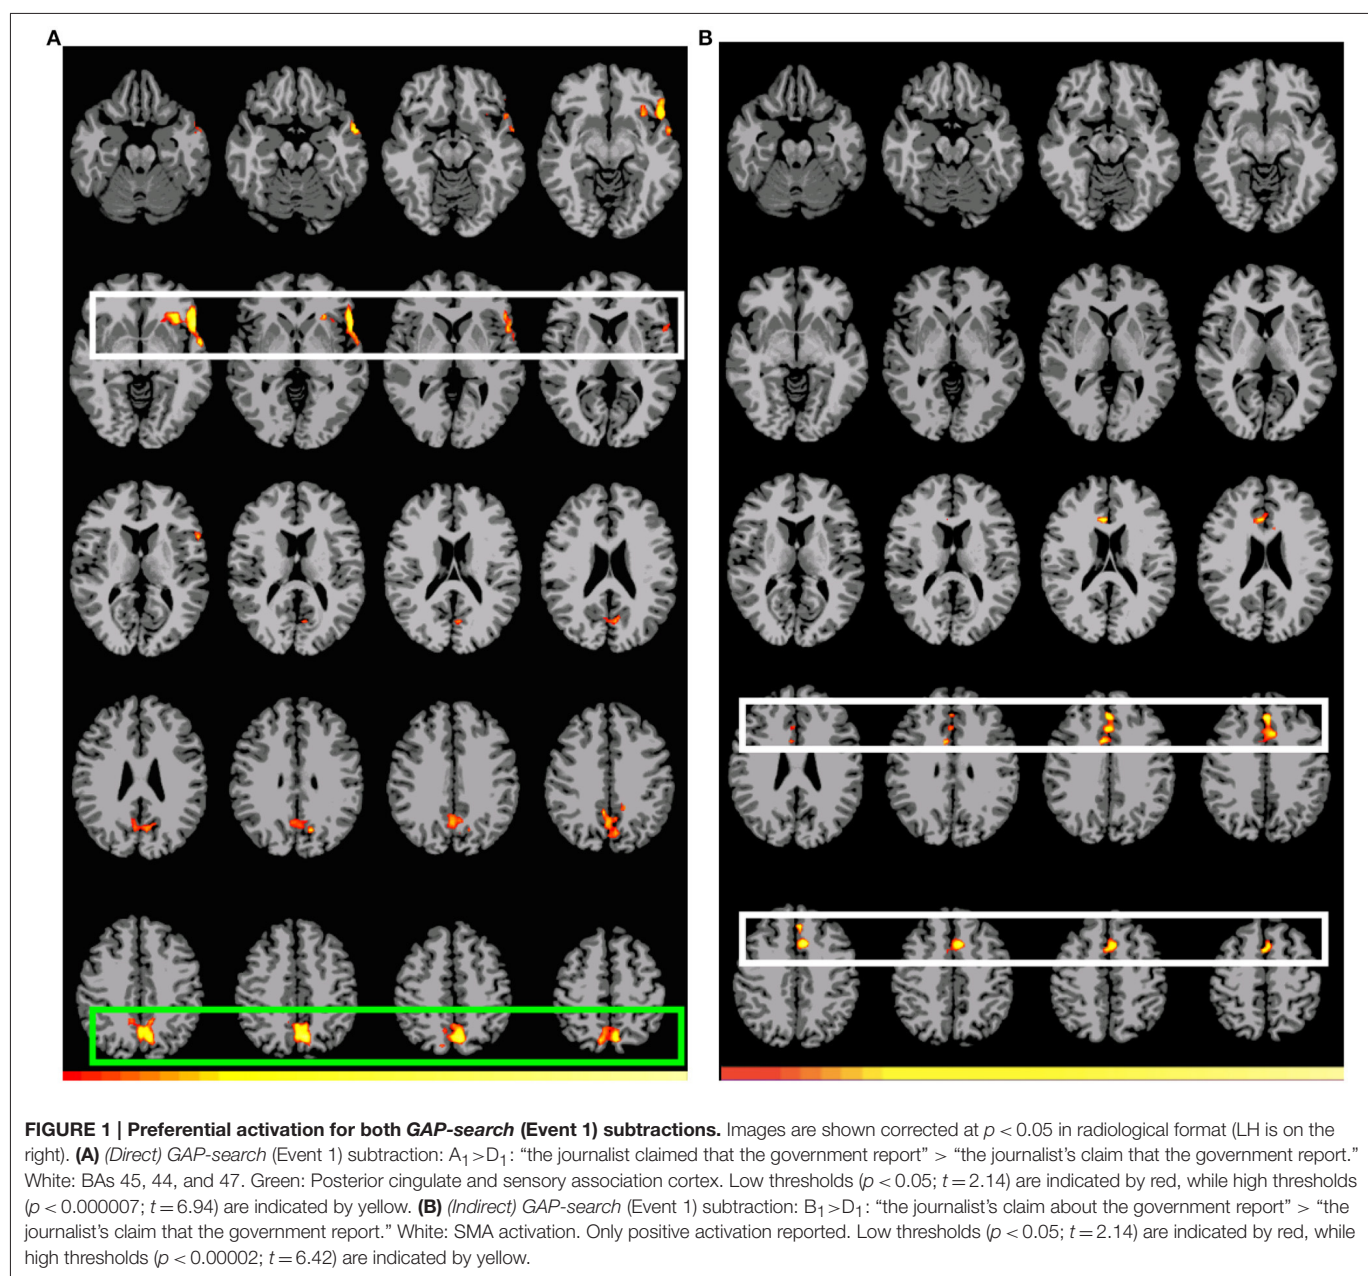 A
B
FIGURE 1 | Preferential activation for both GAP-search (Event 1) subtractions. Images are shown corrected at p < 0.05 in radiological format (LH is on the
right). (A) (Direct) GAP-search (Event 1) subtraction: A₁>D₁: “the journalist claimed that the government report” > “the journalist’s claim that the government report.”
White: BAs 45, 44, and 47. Green: Posterior cingulate and sensory association cortex. Low thresholds (p < 0.05; t = 2.14) are indicated by red, while high thresholds
(p < 0.000007; t = 6.94) are indicated by yellow. (B) (Indirect) GAP-search (Event 1) subtraction: B₁>D₁: “the journalist’s claim about the government report” > “the
journalist’s claim that the government report.” White: SMA activation. Only positive activation reported. Low thresholds (p < 0.05; t = 2.14) are indicated by red, while
high thresholds (p < 0.00002; t = 6.42) are indicated by yellow.